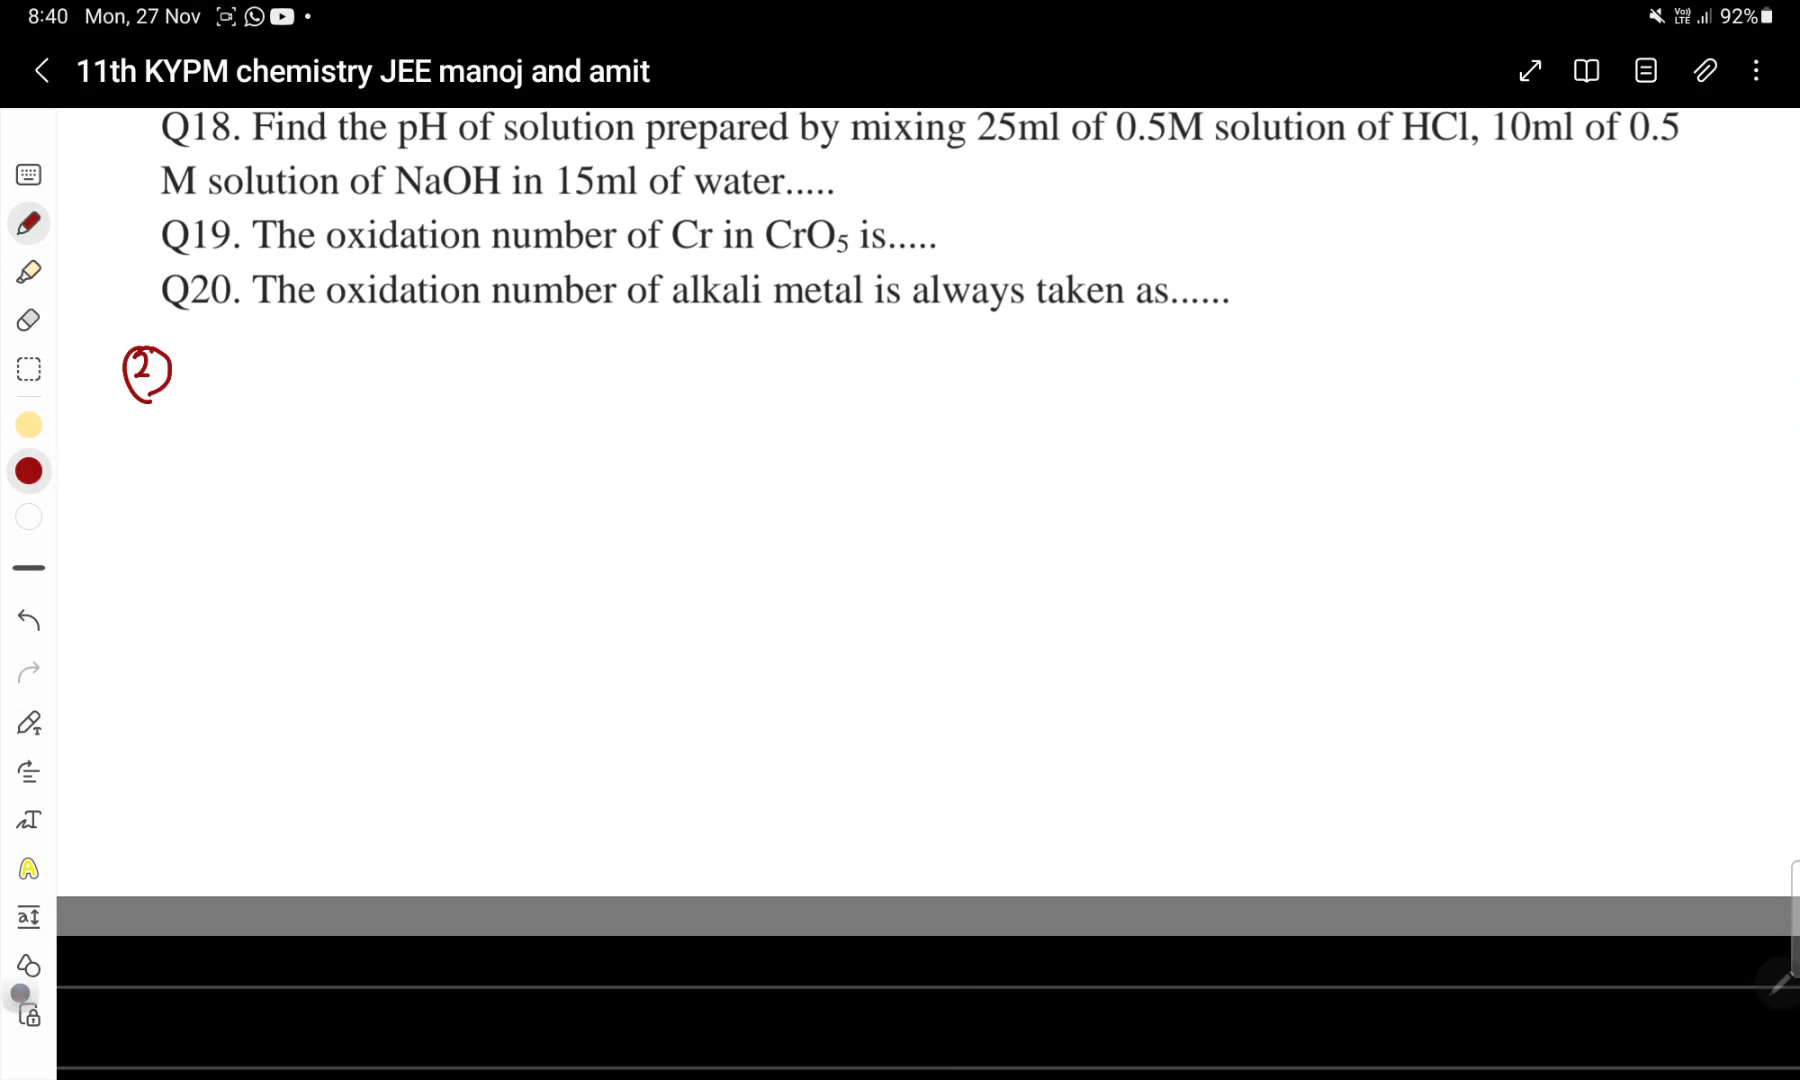 8:40 Mon, 27 Nov 92%
11th KYPM chemistry JEE manoj and amit
Q18. Find the pH of solution prepared by mixing 25ml of 0.5M solution of HCl, 10ml of 0.5
M solution of NaOH in 15ml of water.....
Q19. The oxidation number of Cr in CrO₅ is.....
Q20. The oxidation number of alkali metal is always taken as......
2